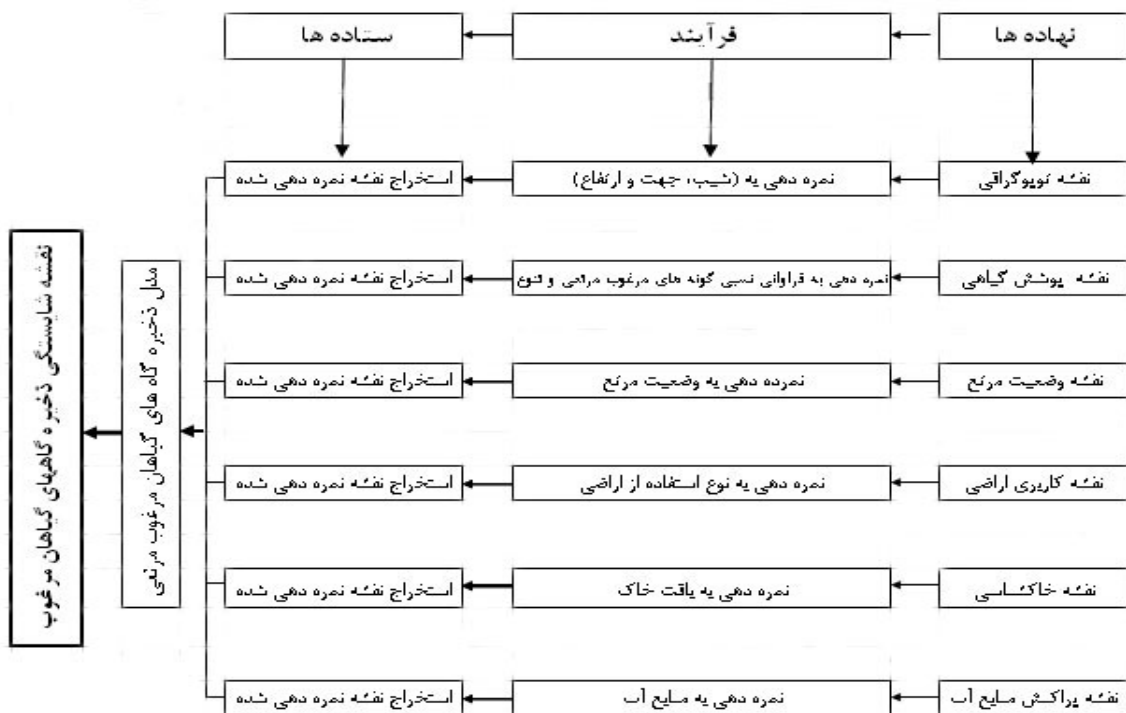 نهاده ها
فرآیند
ستاده ها
نقشه توپوگرافی
نمره دهی به (شیب، جهت و ارتفاع)
استخراج نقشه نمره دهی شده
نقشه پوشش گیاهی
نمره دهی به فراوانی نسبی گونه های مرغوب مرتعی و تنوع
استخراج نقشه نمره دهی شده
نقشه وضعیت مرتع
نمرده دهی به وضعیت مرتع
استخراج نقشه نمره دهی شده
نقشه کاربری اراضی
نمره دهی به نوع استفاده از اراضی
استخراج نقشه نمره دهی شده
نقشه خاکشناسی
نمره دهی به بافت خاک
استخراج نقشه نمره دهی شده
نقشه پراکنش منابع آب
نمره دهی به منابع آب
استخراج نقشه نمره دهی شده
مدل ذخیره گاه های گیاهان مرغوب مرتعی
نقشه شایستگی ذخیره گاههای گیاهان مرغوب